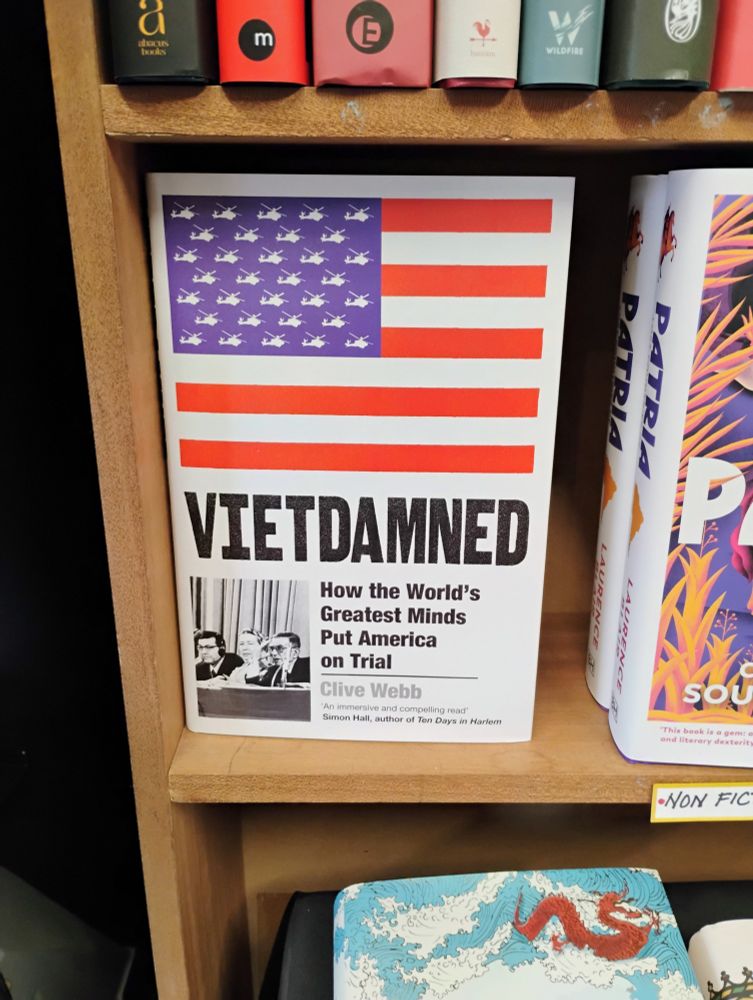 a
abacus
books
m
E
W
WILDFIRE
VIETDAMNED
How the World's
Greatest Minds
Put America
on Trial
Clive Webb
'An immersive and compelling read'
Simon Hall, author of Ten Days in Harlem
PATRIA
LAURENCE
PATRIA
LAURENCE
PA
SOU
"This book is a gem:
and literary dexterity
•NON FIC